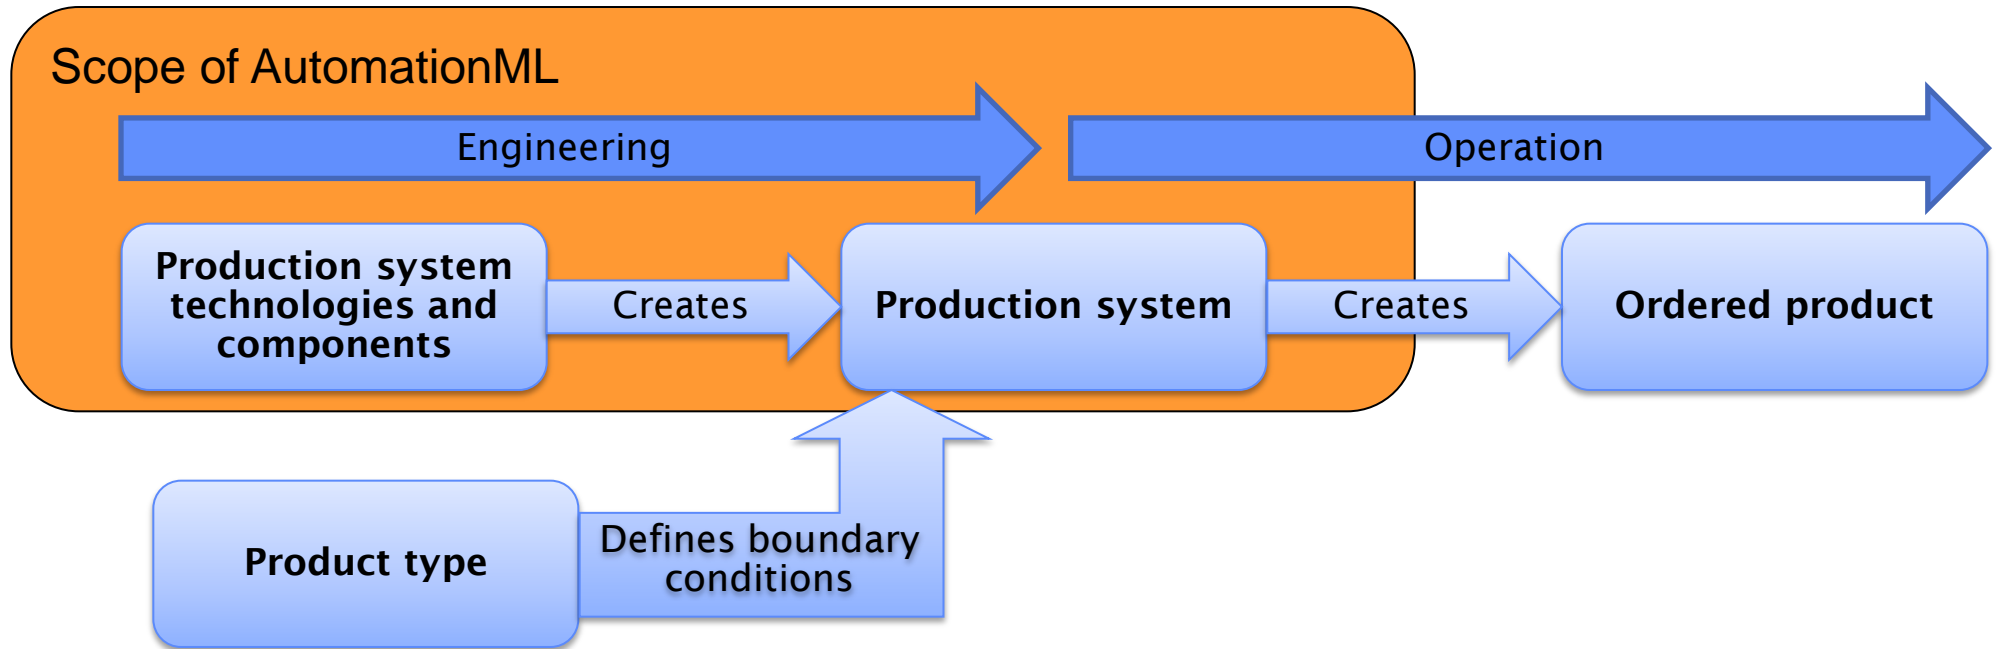 Scope of AutomationML
Engineering
Operation
Production system
technologies and
components
Creates
Production system
Creates
Ordered product
Product type
Defines boundary
conditions